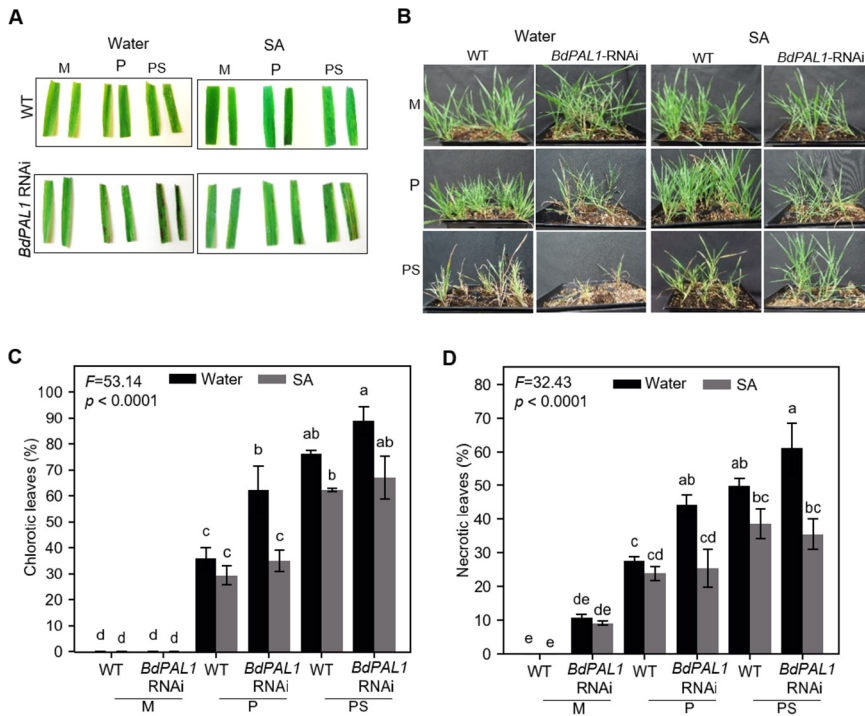 A
Water
SA
M P PS
M P PS
WT
BdPAL1 RNAi
B
Water
SA
WT
BdPAL1-RNAi
WT
BdPAL1-RNAi
M
P
PS
C
F=53.14
p < 0.0001
Water
SA
Chlorotic leaves (%)
100
90
80
70
60
50
40
30
20
10
0
d d d d c c b c ab b a ab
WT
BdPAL1
RNAi
WT
BdPAL1
RNAi
WT
BdPAL1
RNAi
M
P
PS
D
F=32.43
p < 0.0001
Water
SA
Necrotic leaves (%)
80
70
60
50
40
30
20
10
0
e e de de c cd ab cd ab bc a bc
WT
BdPAL1
RNAi
WT
BdPAL1
RNAi
WT
BdPAL1
RNAi
M
P
PS